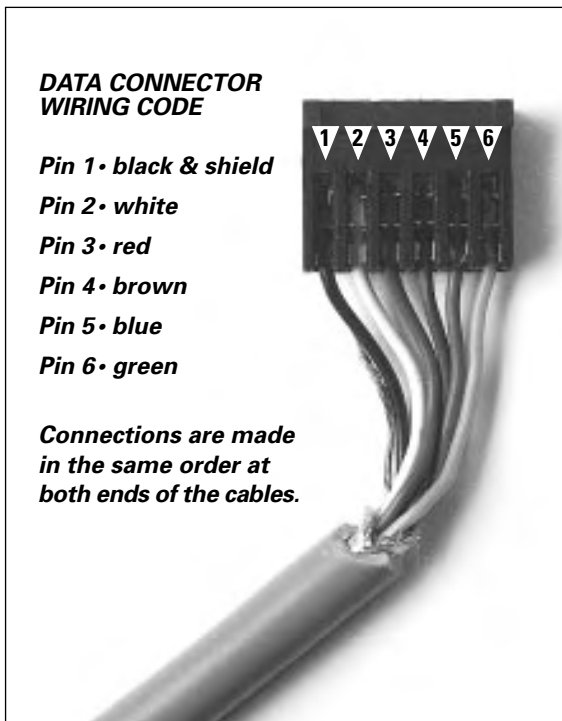 DATA CONNECTOR
WIRING CODE
Pin 1• black & shield
Pin 2• white
Pin 3• red
Pin 4• brown
Pin 5• blue
Pin 6• green
Connections are made
in the same order at
both ends of the cables.
1 2 3 4 5 6